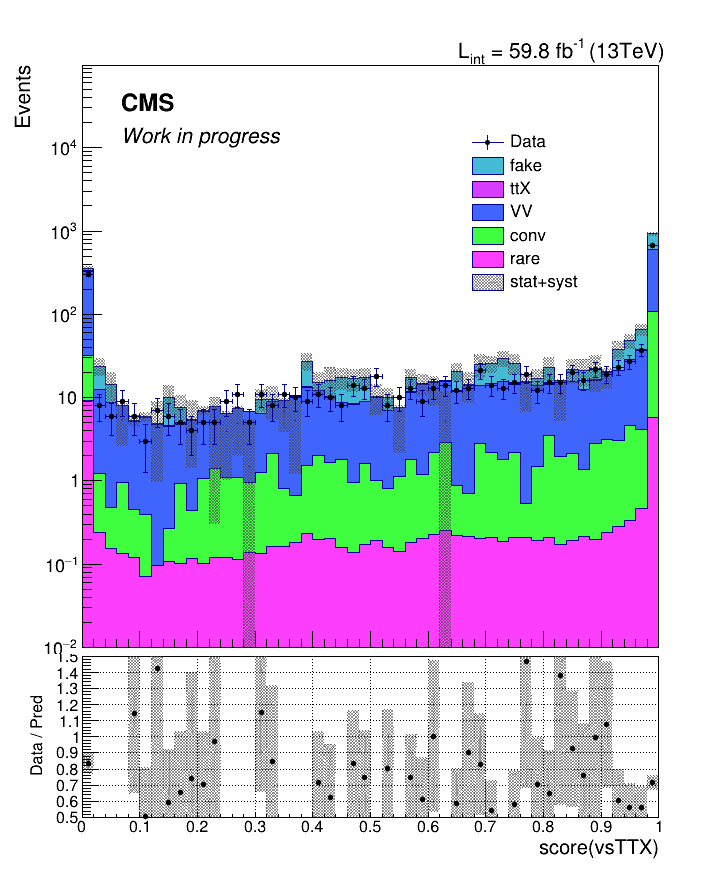 L_int = 59.8 fb^-1 (13TeV)
Events
CMS
Work in progress
Data
fake
ttX
VV
conv
rare
stat+syst
10^4
10^3
10^2
10
1
10^-1
10^-2
Data / Pred
1.5
1.4
1.3
1.2
1.1
1
0.9
0.8
0.7
0.6
0.5
0 0.1 0.2 0.3 0.4 0.5 0.6 0.7 0.8 0.9 1
score(vsTTX)